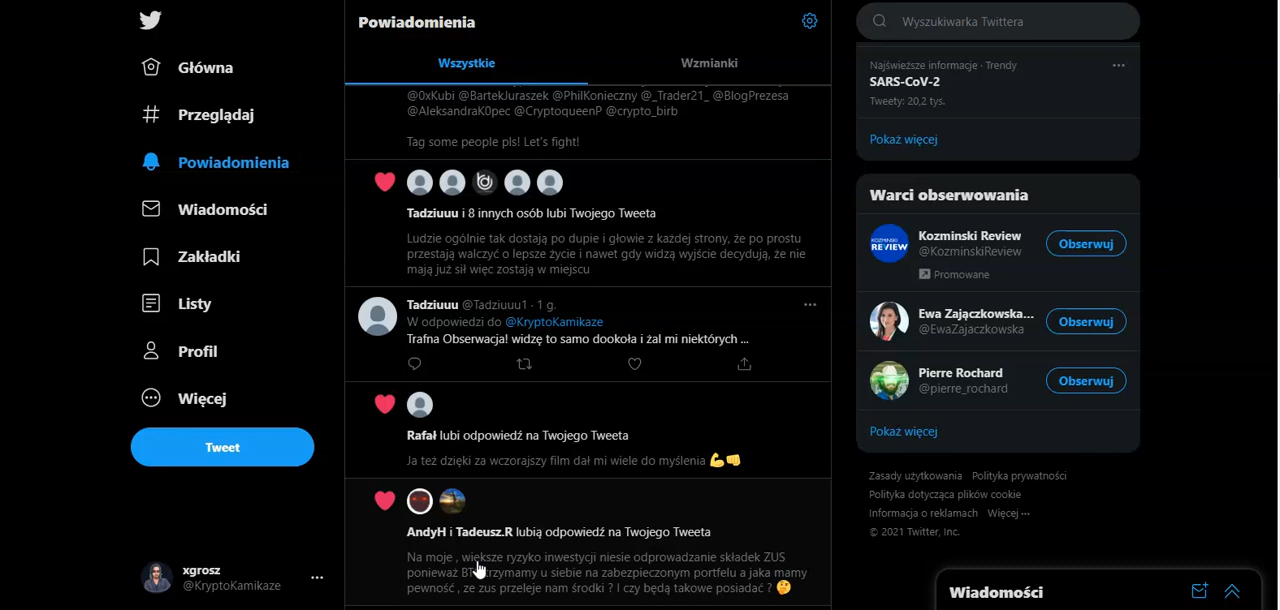 Główna
Przeglądaj
Powiadomienia
Wiadomości
Zakładki
Listy
Profil
Więcej
Tweet
xgrosz
@KryptoKamikaze
Powiadomienia
Wszystkie
Wzmianki
@0xKubi @BartekJuraszek @PhilKonieczny @_Trader21_ @BlogPrezesa
@AleksandraK0pec @CryptoqueenP @crypto_birb
Tag some people pls! Let's fight!
Tadziuuu i 8 innych osób lubi Twojego Tweeta
Ludzie ogólnie tak dostają po dupie i głowie z każdej strony, że po prostu
przestają walczyć o lepsze życie i nawet gdy widzą wyjście decydują, że nie
mają już sił więc zostają w miejscu
Tadziuuu @Tadziuuu1 · 1 g.
W odpowiedzi do @KryptoKamikaze
Trafna Obserwacja! widzę to samo dookoła i żal mi niektórych ...
Rafał lubi odpowiedź na Twojego Tweeta
Ja też dzięki za wczorajszy film dał mi wiele do myślenia 💪👊
AndyH i Tadeusz.R lubią odpowiedź na Twojego Tweeta
Na moje , większe ryzyko inwestycji niesie odprowadzanie składek ZUS
ponieważ trzymamy u siebie na zabezpieczonym portfelu a jaka mamy
pewność , ze zus przeleje nam środki ? I czy będą takowe posiadać ? 🤔
Wyszukiwarka Twittera
Najświeższe informacje · Trendy
SARS-CoV-2
Tweety: 20,2 tys.
Pokaż więcej
Warci obserwowania
KOZMINSKI
REVIEW
Kozminski Review
@KozminskiReview
Promowane
Obserwuj
Ewa Zajączkowska...
@EwaZajaczkowska
Obserwuj
Pierre Rochard
@pierre_rochard
Obserwuj
Pokaż więcej
Zasady użytkowania Polityka prywatności
Polityka dotycząca plików cookie
Informacja o reklamach Więcej ···
© 2021 Twitter, Inc.
Wiadomości